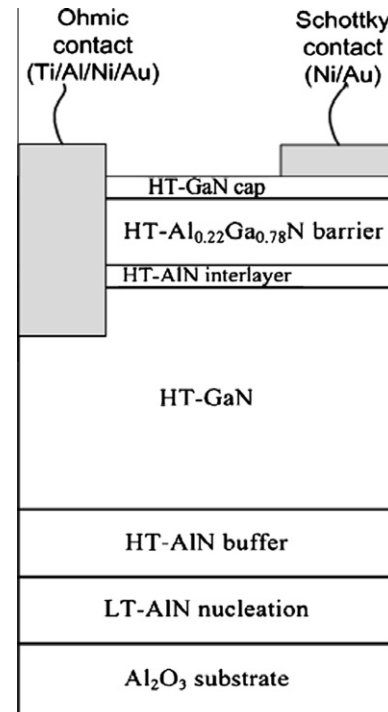 Ohmic
contact
(Ti/Al/Ni/Au)
Schottky
contact
(Ni/Au)
HT-GaN cap
HT-Al₀.₂₂Ga₀.₇₈N barrier
HT-AlN interlayer
HT-GaN
HT-AlN buffer
LT-AlN nucleation
Al₂O₃ substrate